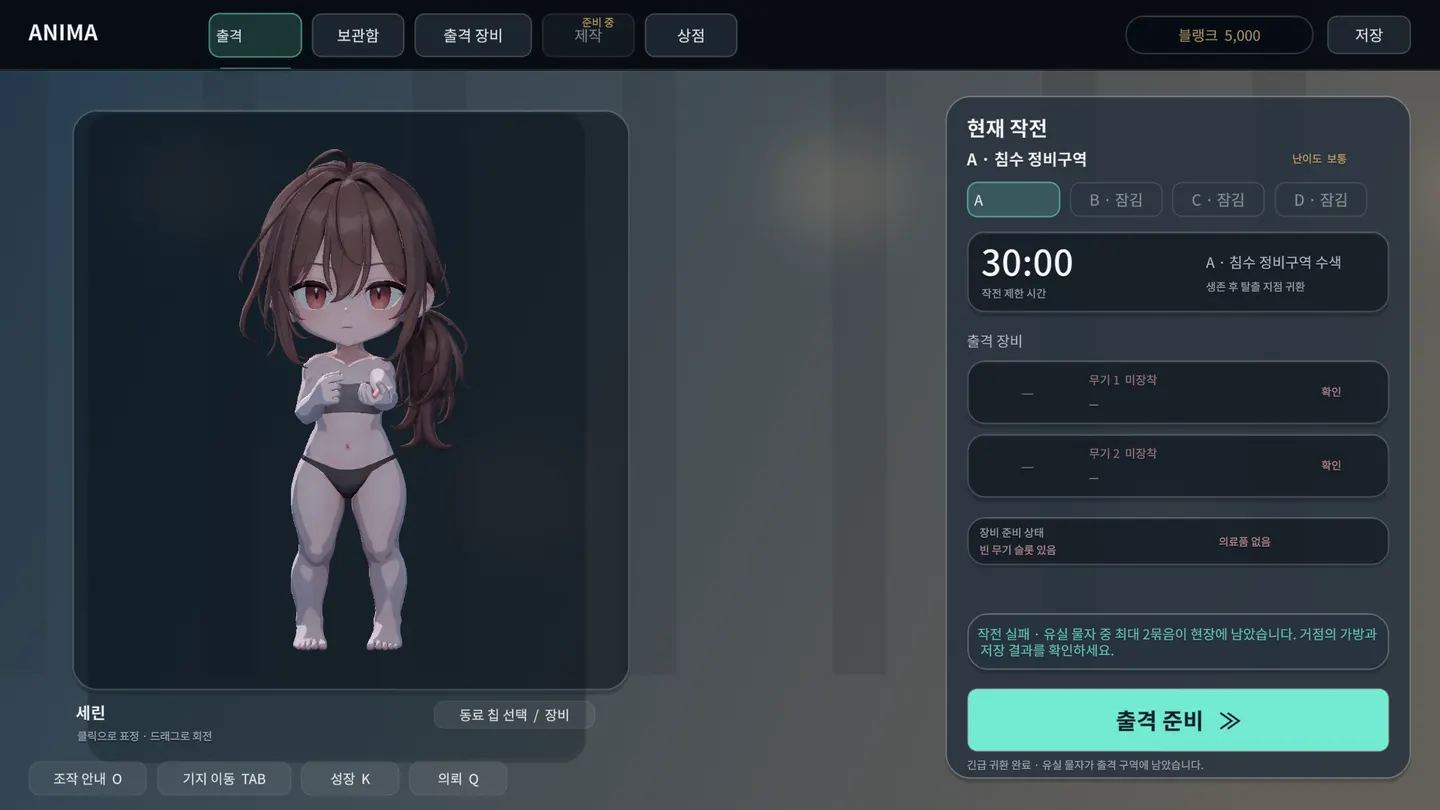 ANIMA
출격
보관함
출격 장비
준비 중
제작
상점
블랭크 5,000
저장
현재 작전
A · 침수 정비구역
난이도 보통
A
B · 잠김
C · 잠김
D · 잠김
30:00
작전 제한 시간
A · 침수 정비구역 수색
생존 후 탈출 지점 귀환
출격 장비
—
무기 1 미장착
—
확인
—
무기 2 미장착
—
확인
장비 준비 상태
빈 무기 슬롯 있음
의료품 없음
작전 실패 · 유실 물자 중 최대 2묶음이 현장에 남았습니다. 거점의 가방과
저장 결과를 확인하세요.
출격 준비 ≫
긴급 귀환 완료 · 유실 물자가 출격 구역에 남았습니다.
세린
클릭으로 표정 · 드래그로 회전
동료 칩 선택 / 장비
조작 안내 O
기지 이동 TAB
성장 K
의뢰 Q